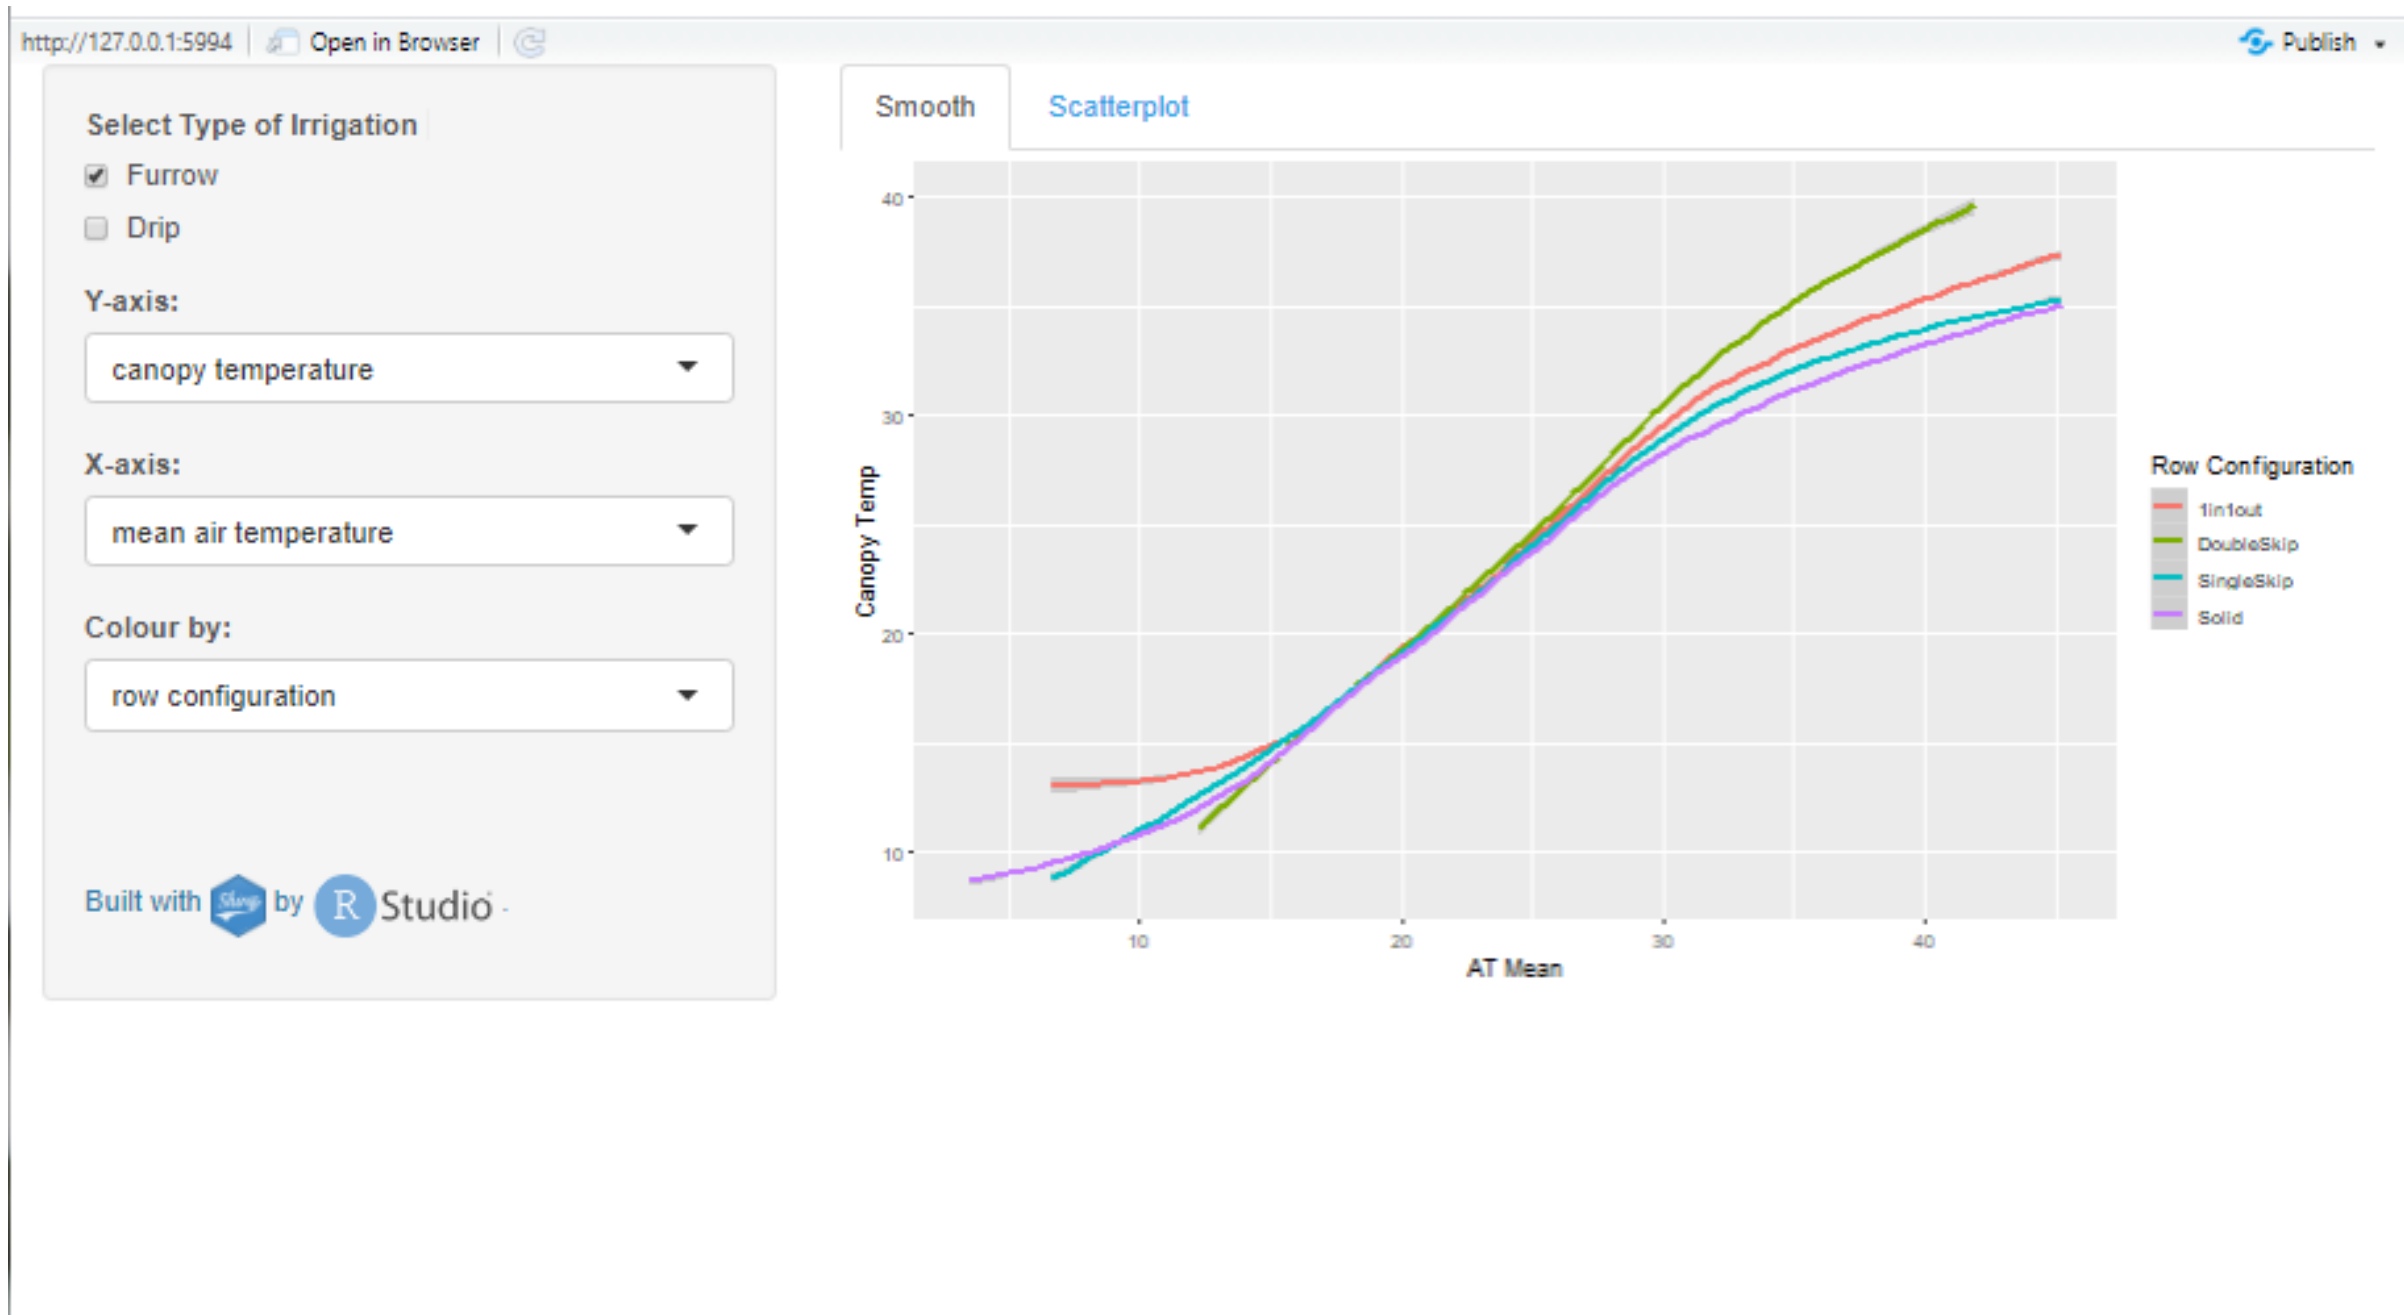 http://127.0.0.1:5994 Open in Browser Publish
Select Type of Irrigation
Furrow
Drip
Y-axis:
canopy temperature
X-axis:
mean air temperature
Colour by:
row configuration
Built with Shiny by R Studio
Smooth Scatterplot
40
30
20
10
Canopy Temp
10 20 30 40
AT Mean
Row Configuration
1in1out
DoubleSkip
SingleSkip
Solid